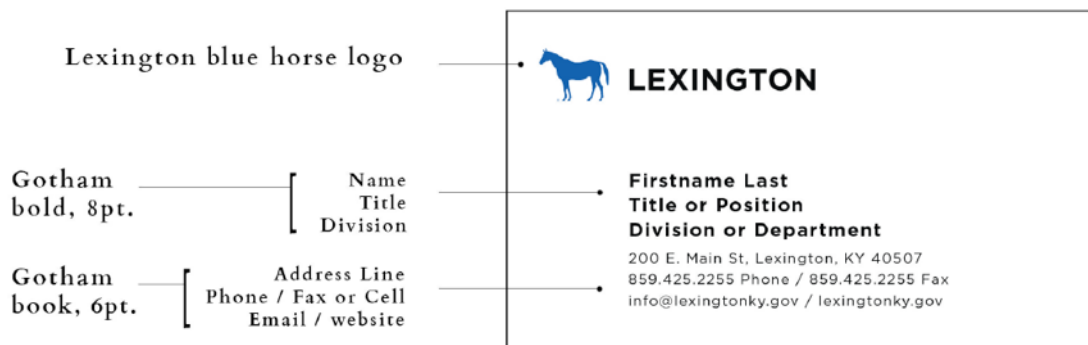 Lexington blue horse logo
LEXINGTON
Gotham
bold, 8pt.
Name
Title
Division
Firstname Last
Title or Position
Division or Department
Gotham
book, 6pt.
Address Line
Phone / Fax or Cell
Email / website
200 E. Main St, Lexington, KY 40507
859.425.2255 Phone / 859.425.2255 Fax
info@lexingtonky.gov / lexingtonky.gov